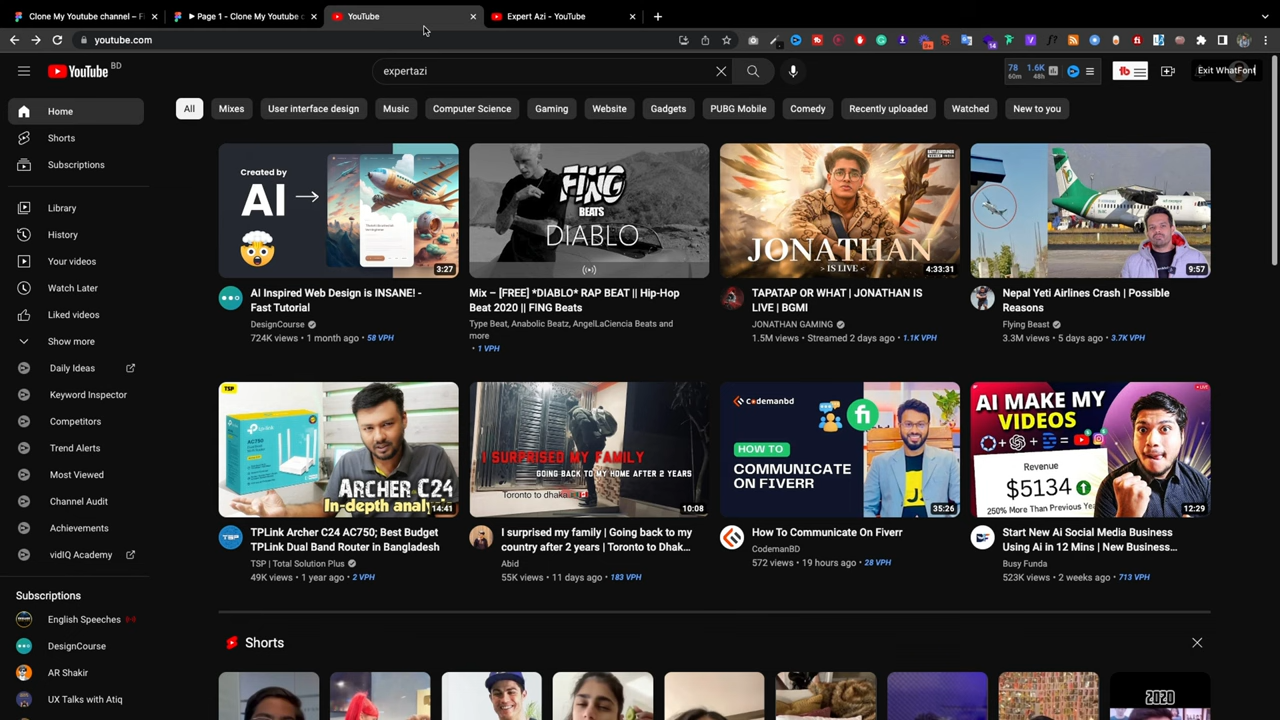 Clone My Youtube channel – Fi
Page 1 - Clone My Youtube c
YouTube
Expert Azi - YouTube
youtube.com
YouTube BD
expertazi
78
60m
1.6K
48h
Exit WhatFont
Home
Shorts
Subscriptions
Library
History
Your videos
Watch Later
Liked videos
Show more
Daily Ideas
Keyword Inspector
Competitors
Trend Alerts
Most Viewed
Channel Audit
Achievements
vidIQ Academy
Subscriptions
English Speeches
DesignCourse
AR Shakir
UX Talks with Atiq
All
Mixes
User interface design
Music
Computer Science
Gaming
Website
Gadgets
PUBG Mobile
Comedy
Recently uploaded
Watched
New to you
Created by
AI
3:27
AI Inspired Web Design is INSANE! -
Fast Tutorial
DesignCourse
724K views • 1 month ago • 58 VPH
FING
BEATS
DIABLO
Mix – [FREE] *DIABLO* RAP BEAT || Hip-Hop
Beat 2020 || FING Beats
Type Beat, Anabolic Beatz, AngelLaCiencia Beats and
more
• 1 VPH
JONATHAN
> IS LIVE <
4:33:31
TAPATAP OR WHAT | JONATHAN IS
LIVE | BGMI
JONATHAN GAMING
1.5M views • Streamed 2 days ago • 1.1K VPH
9:57
Nepal Yeti Airlines Crash | Possible
Reasons
Flying Beast
3.3M views • 5 days ago • 3.7K VPH
TSP
tp-link
AC750
ARCHER C24
In-depth analy
14:41
TPLink Archer C24 AC750; Best Budget
TPLink Dual Band Router in Bangladesh
TSP | Total Solution Plus
49K views • 1 year ago • 2 VPH
I SURPRISED MY FAMILY
GOING BACK TO MY HOME AFTER 2 YEARS
Toronto to dhaka
10:08
I surprised my family | Going back to my
country after 2 years | Toronto to Dhak...
Abid
55K views • 11 days ago • 183 VPH
Codemanbd
fi
HOW TO
COMMUNICATE
ON FIVERR
35:26
How To Communicate On Fiverr
CodemanBD
572 views • 19 hours ago • 28 VPH
LIVE
AI MAKE MY
VIDEOS
Revenue
$5134
250% More Than Previous Year
12:29
Start New Ai Social Media Business
Using Ai in 12 Mins | New Business...
Busy Funda
523K views • 2 weeks ago • 713 VPH
Shorts
2020